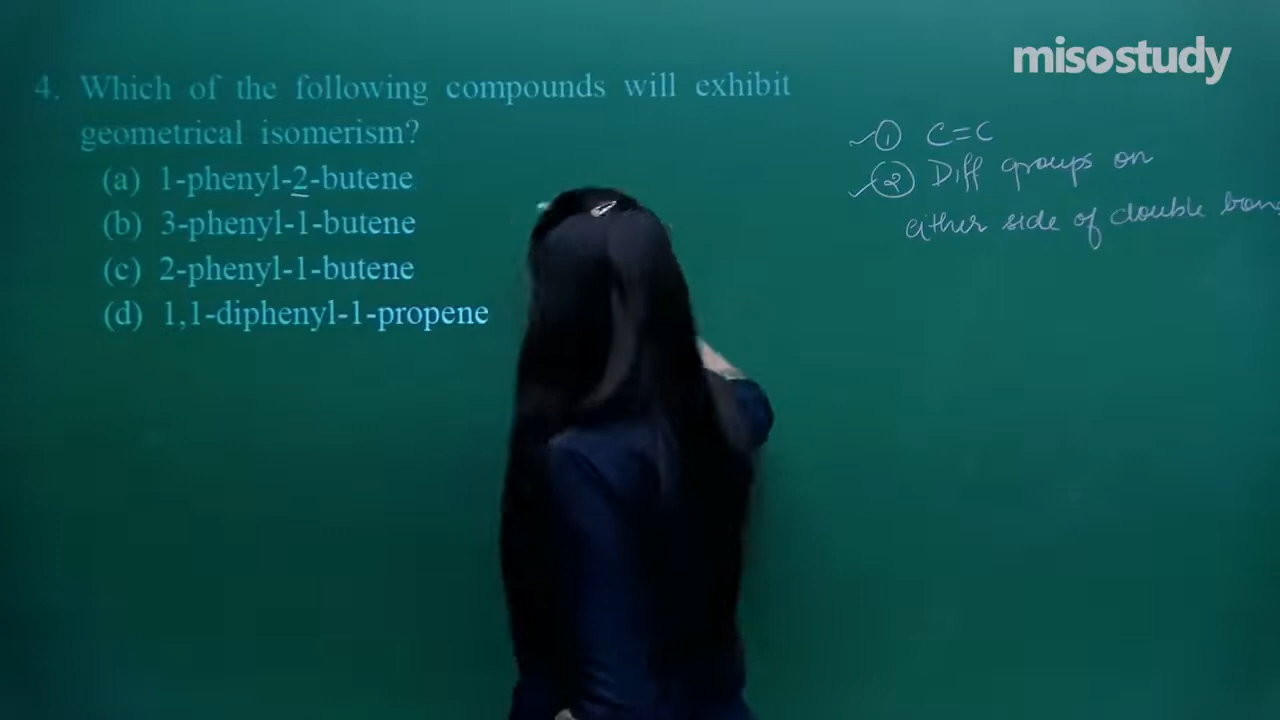 misostudy
4. Which of the following compounds will exhibit
geometrical isomerism?
(a) 1-phenyl-2-butene
(b) 3-phenyl-1-butene
(c) 2-phenyl-1-butene
(d) 1,1-diphenyl-1-propene
① C=C
② Diff groups on
either side of double bon